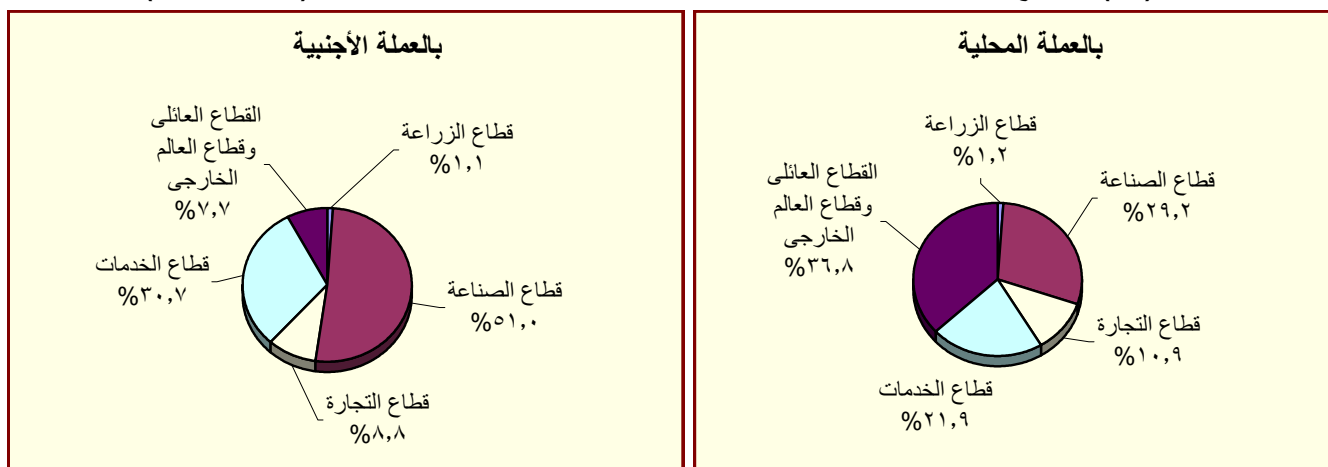 بالعملة المحلية
قطاع الزراعة
%١,٢
قطاع الصناعة
%٢٩,٢
قطاع التجارة
%١٠,٩
قطاع الخدمات
%٢١,٩
القطاع العائلى
وقطاع العالم
الخارجى
%٣٦,٨
بالعملة الأجنبية
قطاع الزراعة
%١,١
قطاع الصناعة
%٥١,٠
قطاع التجارة
%٨,٨
قطاع الخدمات
%٣٠,٧
القطاع العائلى
وقطاع العالم
الخارجى
%٧,٧